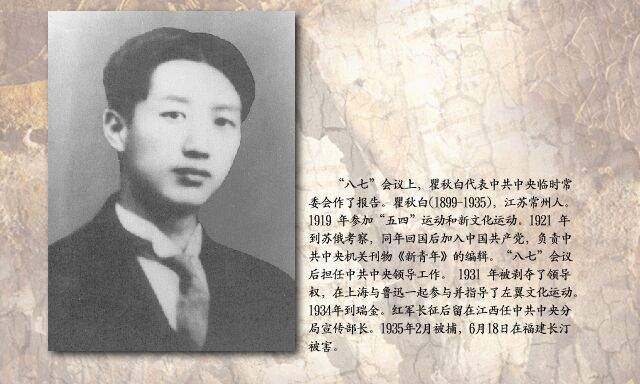 “八七”会议上，瞿秋白代表中共中央临时常
委会作了报告。瞿秋白(1899-1935)，江苏常州人。
1919 年参加“五四”运动和新文化运动。1921 年
到苏俄考察，同年回国后加入中国共产党，负责中
共中央机关刊物《新青年》的编辑。“八七”会议
后担任中共中央领导工作。 1931 年被剥夺了领导
权，在上海与鲁迅一起参与并指导了左翼文化运动。
1934年到瑞金。红军长征后留在江西任中共中央分
局宣传部长。1935年2月被捕，6月18日在福建长汀
被害。